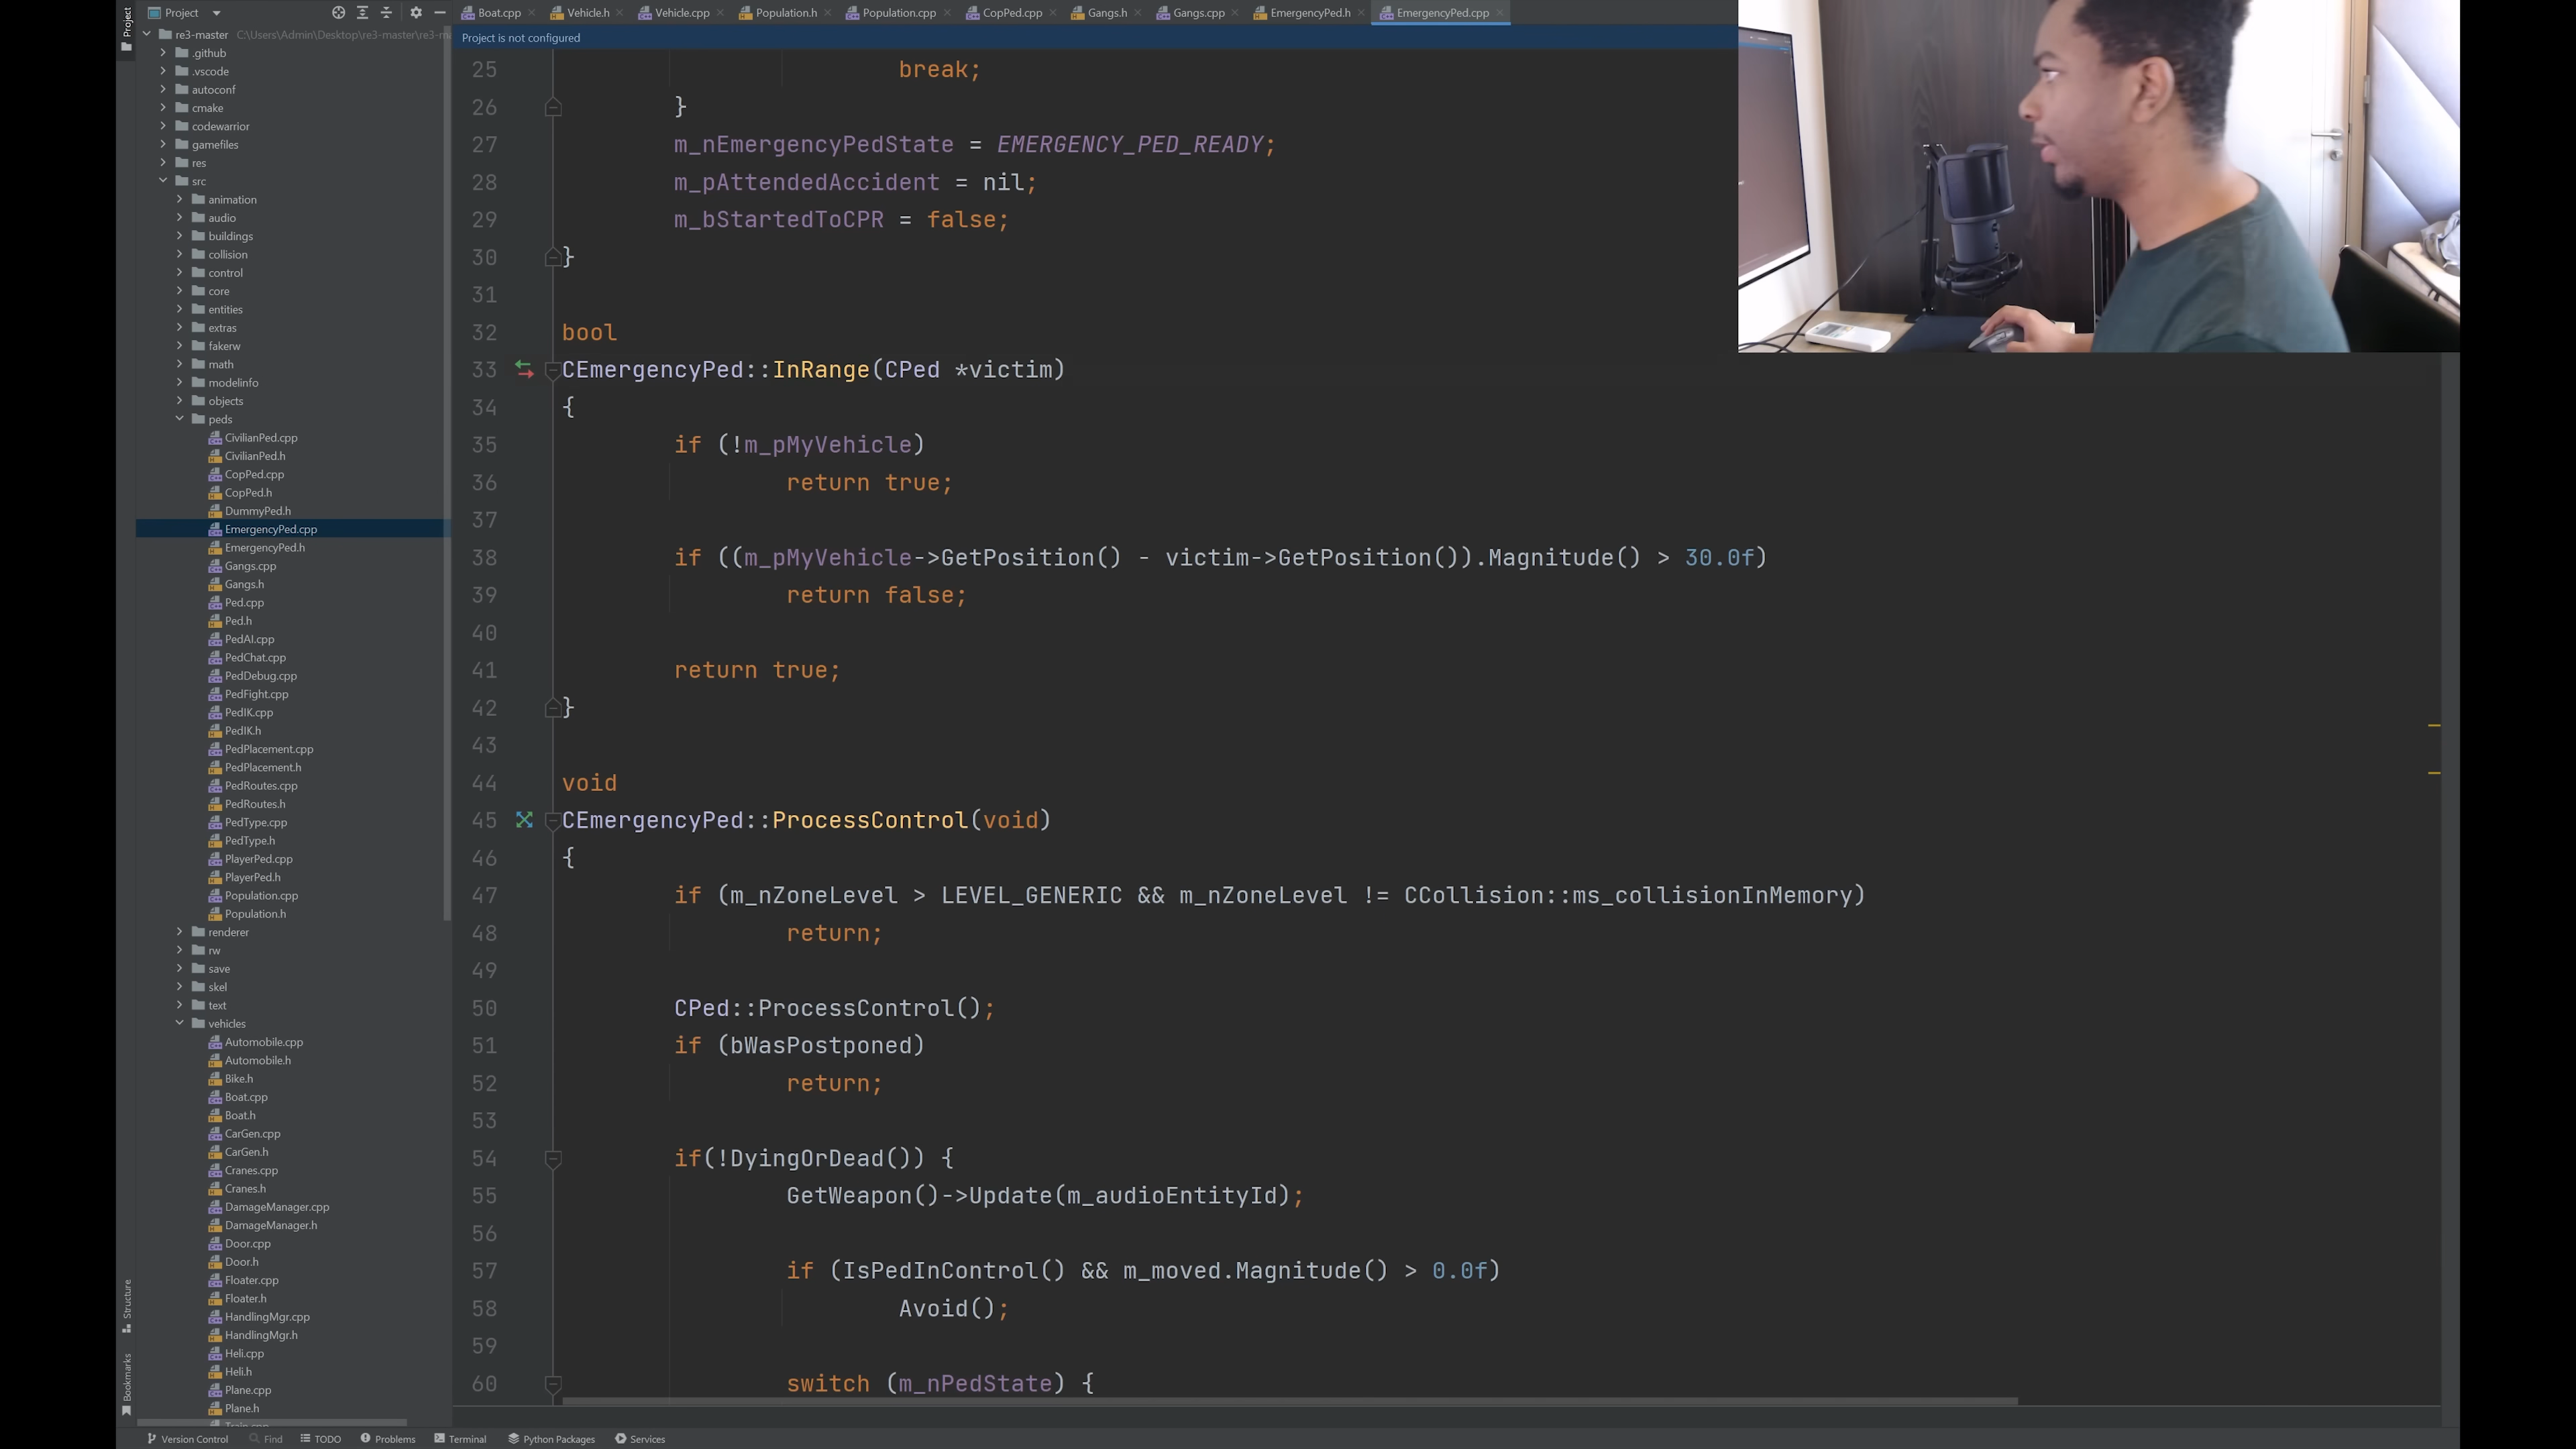 Project
Boat.cpp
Vehicle.h
Vehicle.cpp
Population.h
Population.cpp
CopPed.cpp
Gangs.h
Gangs.cpp
EmergencyPed.h
EmergencyPed.cpp
Project
re3-master C:\Users\Admin\Desktop\re3-master\re3-m
.github
.vscode
autoconf
cmake
codewarrior
gamefiles
res
src
animation
audio
buildings
collision
control
core
entities
extras
fakerw
math
modelinfo
objects
peds
CivilianPed.cpp
CivilianPed.h
CopPed.cpp
CopPed.h
DummyPed.h
EmergencyPed.cpp
EmergencyPed.h
Gangs.cpp
Gangs.h
Ped.cpp
Ped.h
PedAI.cpp
PedChat.cpp
PedDebug.cpp
PedFight.cpp
PedIK.cpp
PedIK.h
PedPlacement.cpp
PedPlacement.h
PedRoutes.cpp
PedRoutes.h
PedType.cpp
PedType.h
PlayerPed.cpp
PlayerPed.h
Population.cpp
Population.h
renderer
rw
save
skel
text
vehicles
Automobile.cpp
Automobile.h
Bike.h
Boat.cpp
Boat.h
CarGen.cpp
CarGen.h
Cranes.cpp
Cranes.h
DamageManager.cpp
DamageManager.h
Door.cpp
Door.h
Floater.cpp
Floater.h
HandlingMgr.cpp
HandlingMgr.h
Heli.cpp
Heli.h
Plane.cpp
Plane.h
Train.cpp
Structure
Bookmarks
Project is not configured
25 break;
26 }
27 m_nEmergencyPedState = EMERGENCY_PED_READY;
28 m_pAttendedAccident = nil;
29 m_bStartedToCPR = false;
30 }
31
32 bool
33 CEmergencyPed::InRange(CPed *victim)
34 {
35 if (!m_pMyVehicle)
36 return true;
37
38 if ((m_pMyVehicle->GetPosition() - victim->GetPosition()).Magnitude() > 30.0f)
39 return false;
40
41 return true;
42 }
43
44 void
45 CEmergencyPed::ProcessControl(void)
46 {
47 if (m_nZoneLevel > LEVEL_GENERIC && m_nZoneLevel != CCollision::ms_collisionInMemory)
48 return;
49
50 CPed::ProcessControl();
51 if (bWasPostponed)
52 return;
53
54 if(!DyingOrDead()) {
55 GetWeapon()->Update(m_audioEntityId);
56
57 if (IsPedInControl() && m_moved.Magnitude() > 0.0f)
58 Avoid();
59
60 switch (m_nPedState) {
Version Control
Find
TODO
Problems
Terminal
Python Packages
Services